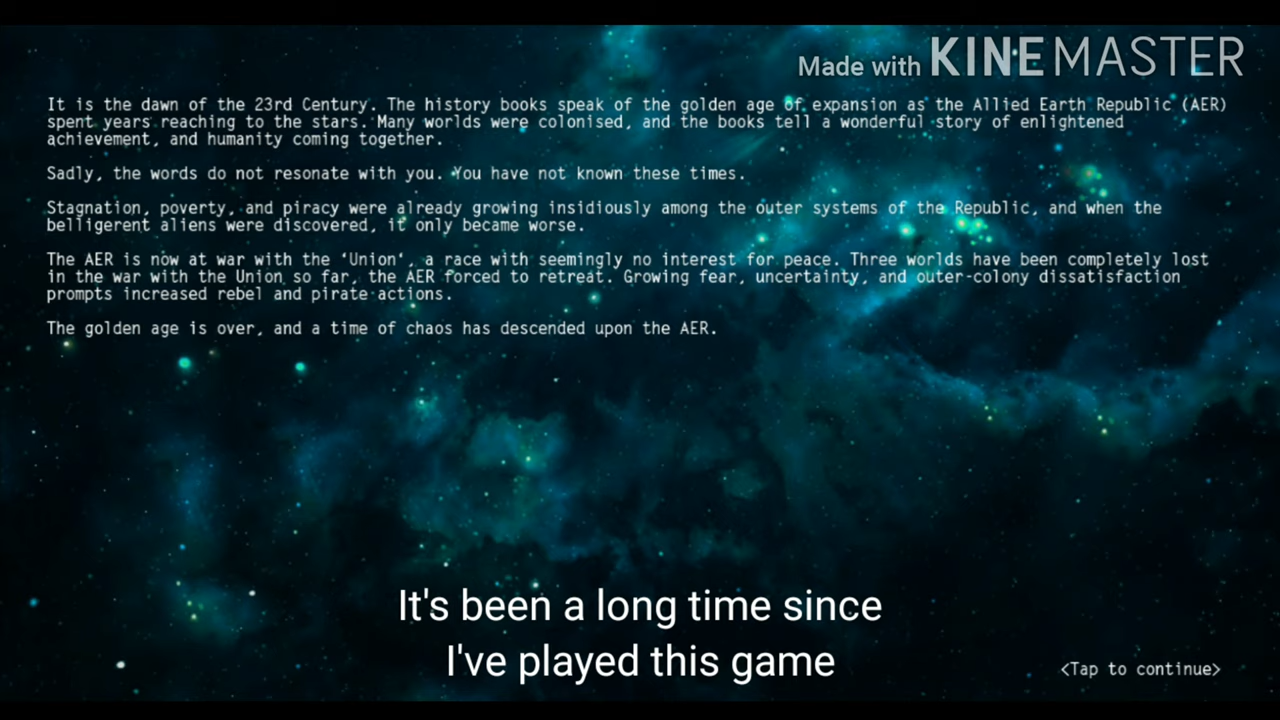 Made with KINEMASTER
It is the dawn of the 23rd Century. The history books speak of the golden age of expansion as the Allied Earth Republic (AER)
spent years reaching to the stars. Many worlds were colonised, and the books tell a wonderful story of enlightened
achievement, and humanity coming together.
Sadly, the words do not resonate with you. You have not known these times.
Stagnation, poverty, and piracy were already growing insidiously among the outer systems of the Republic, and when the
belligerent aliens were discovered, it only became worse.
The AER is now at war with the ‘Union‘, a race with seemingly no interest for peace. Three worlds have been completely lost
in the war with the Union so far, the AER forced to retreat. Growing fear, uncertainty, and outer-colony dissatisfaction
prompts increased rebel and pirate actions.
The golden age is over, and a time of chaos has descended upon the AER.
It's been a long time since
I've played this game
<Tap to continue>